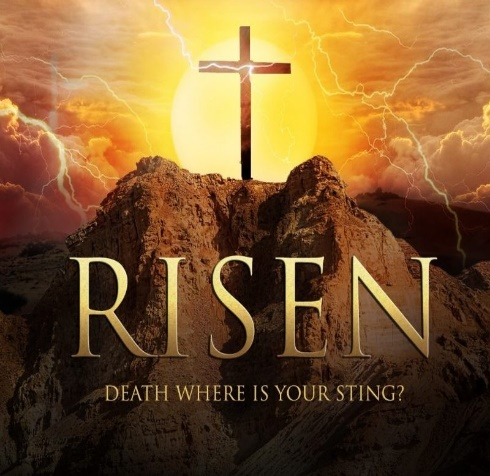 RISEN
DEATH WHERE IS YOUR STING?